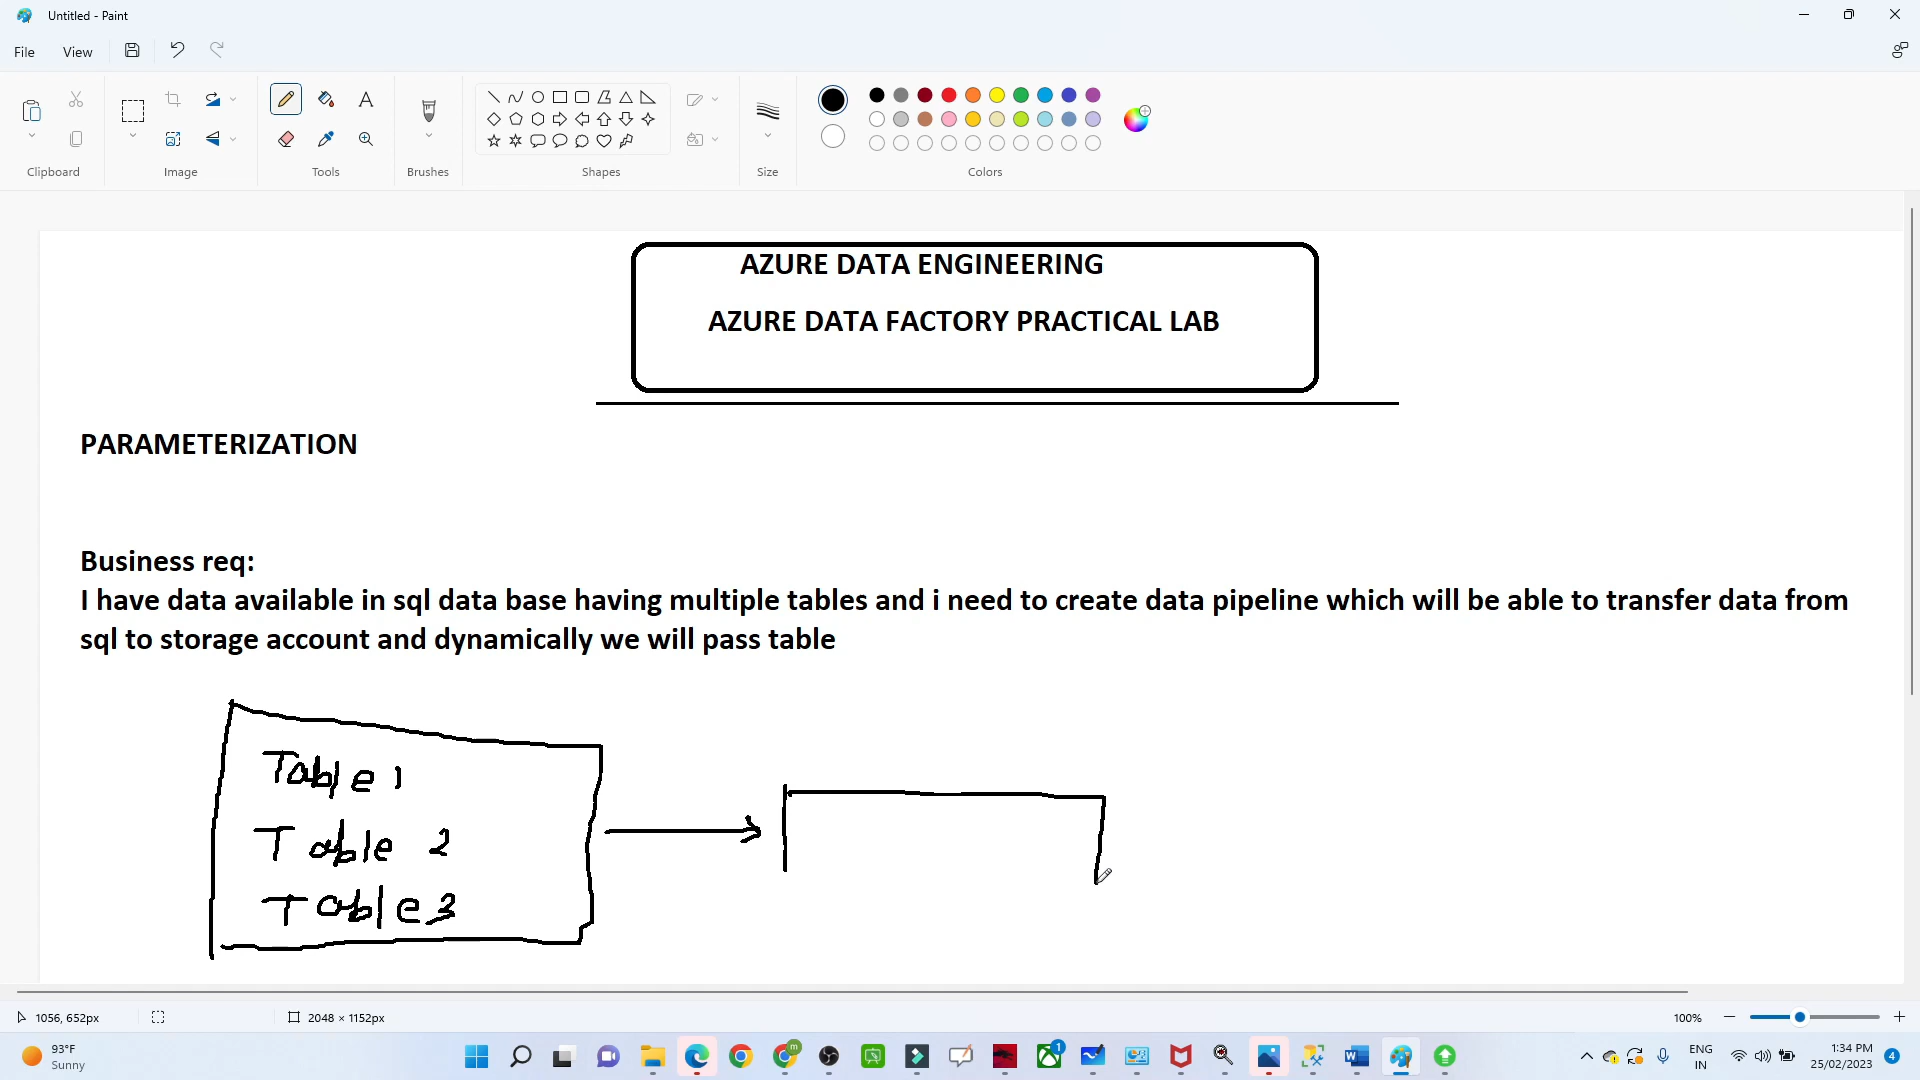 Untitled - Paint
File View
Clipboard Image Tools Brushes Shapes Size Colors
AZURE DATA ENGINEERING
AZURE DATA FACTORY PRACTICAL LAB
PARAMETERIZATION
Business req:
I have data available in sql data base having multiple tables and i need to create data pipeline which will be able to transfer data from
sql to storage account and dynamically we will pass table
Table 1
Table 2
Table 3
1056, 652px 2048 × 1152px 100%
93°F
Sunny
m
1
ENG
IN
1:34 PM
25/02/2023
4